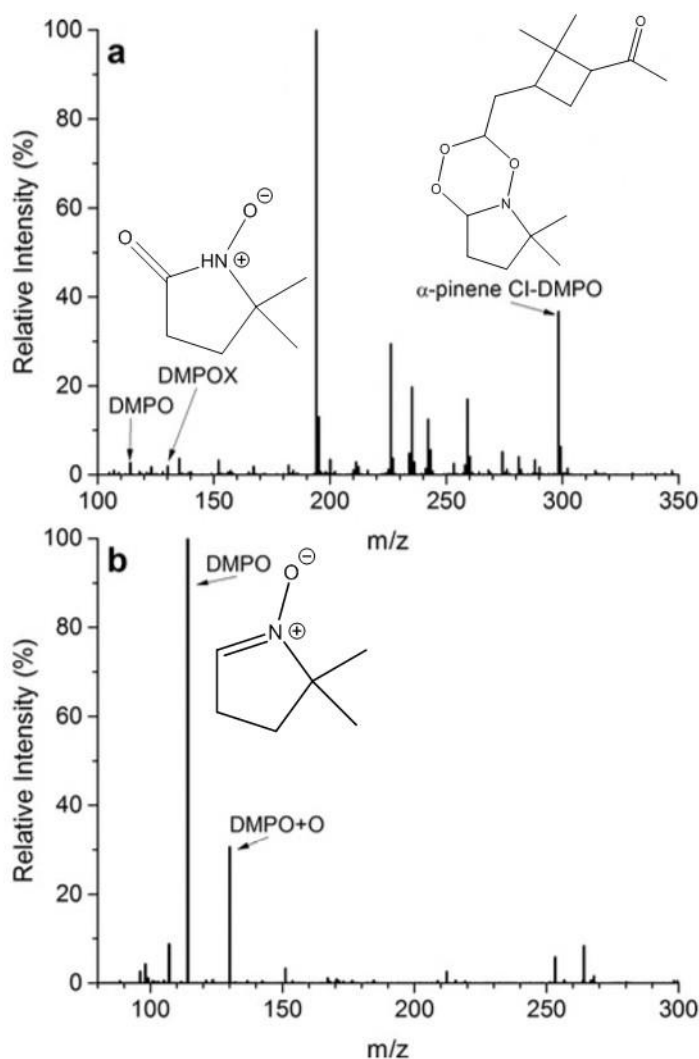 a
Relative Intensity (%)
100
80
60
40
20
0
O
O
O
O
O
N
O
HN
O
DMPO
DMPOX
α-pinene CI-DMPO
100 150 200 250 300 350
m/z
b
Relative Intensity (%)
100
80
60
40
20
0
DMPO
O
N
DMPO+O
100 150 200 250 300
m/z